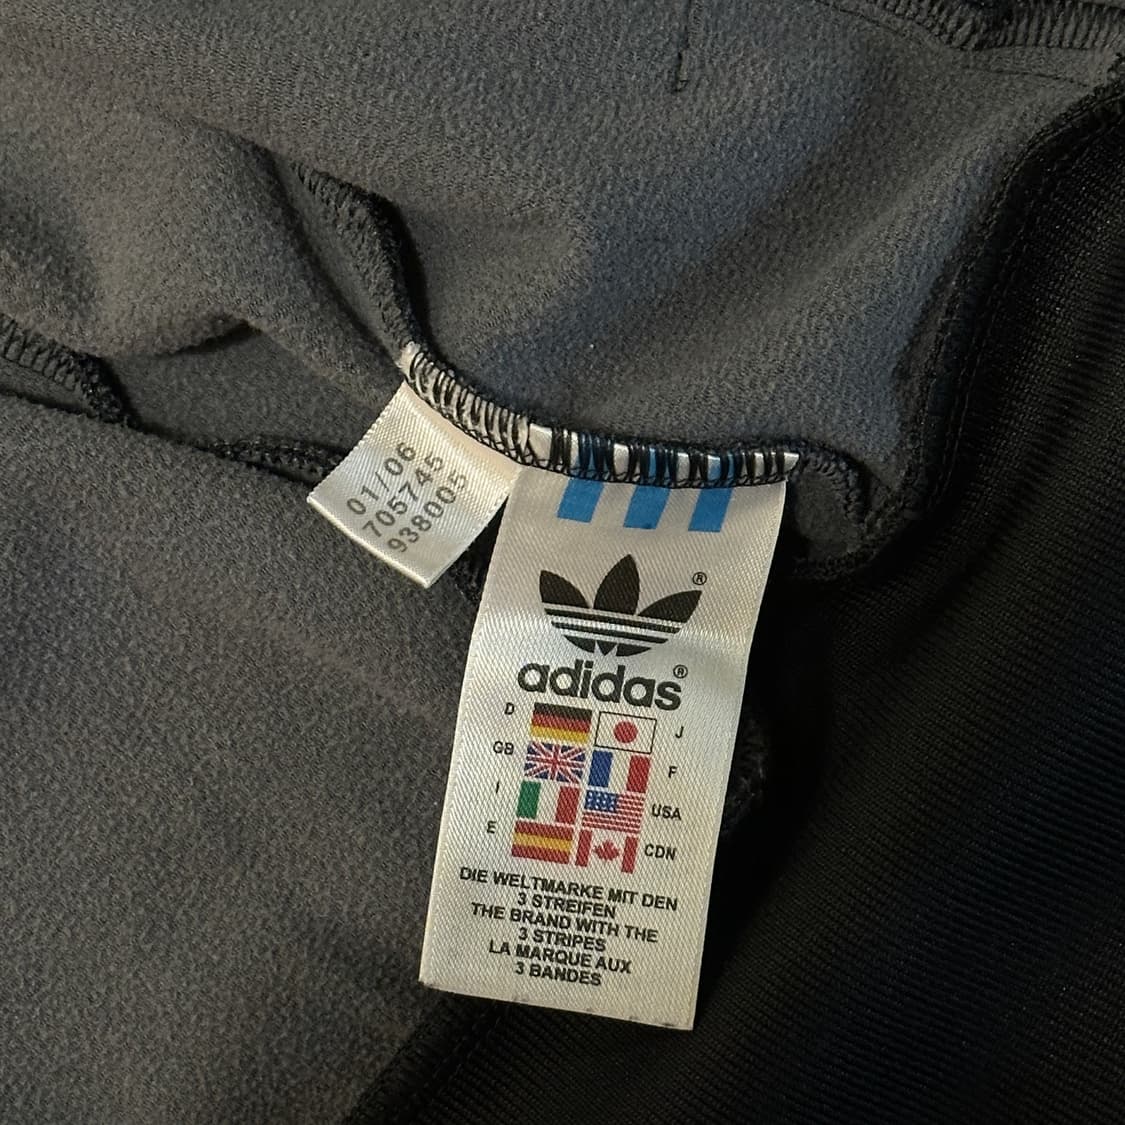 01/06
705745
938005
®
adidas®
D
J
GB
F
I
USA
E
CDN
DIE WELTMARKE MIT DEN
3 STREIFEN
THE BRAND WITH THE
3 STRIPES
LA MARQUE AUX
3 BANDES